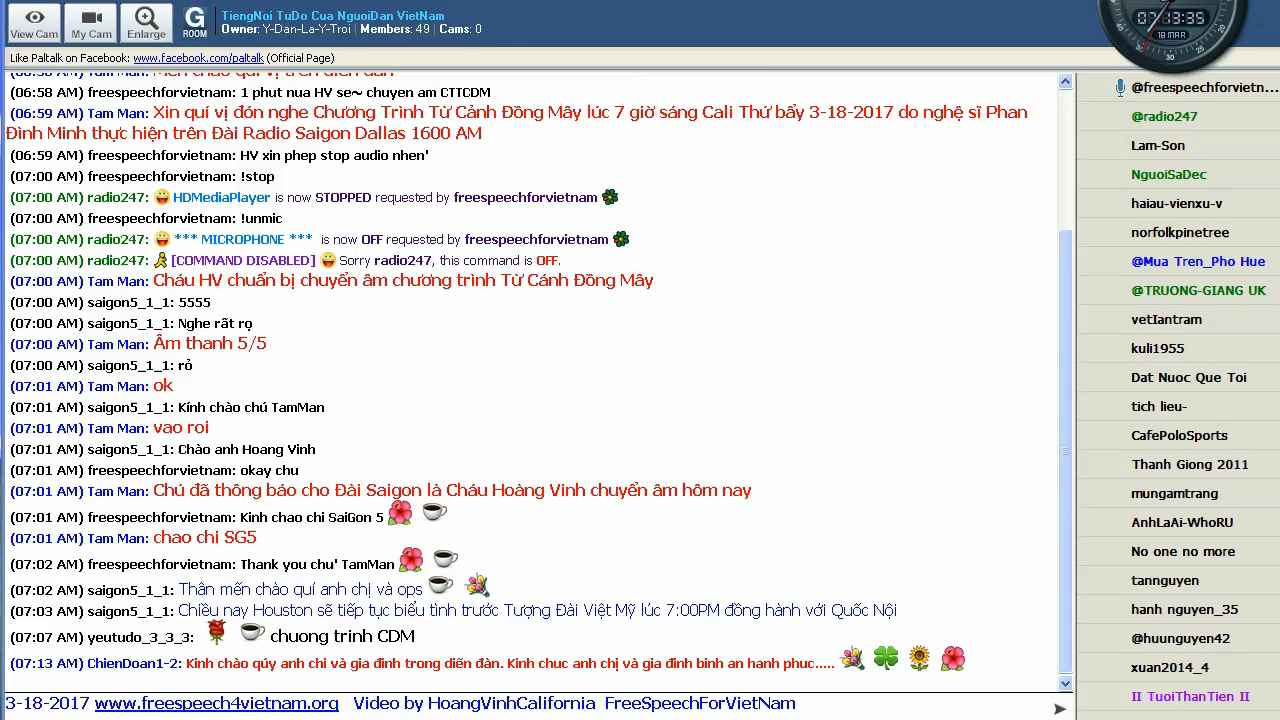 View Cam
My Cam
Enlarge
G
ROOM
TiengNoi TuDo Cua NguoiDan VietNam
Owner: Y-Dan-La-Y-Troi | Members: 49 | Cams: 0
07:13:35
18 MAR
Like Paltalk on Facebook: www.facebook.com/paltalk (Official Page)
(06:58 AM) freespeechforvietnam: 1 phut nua HV se~ chuyen am CTTCDM
(06:59 AM) Tam Man: Xin quí vị đón nghe Chương Trình Từ Cảnh Đồng Mây lúc 7 giờ sáng Cali Thứ bẩy 3-18-2017 do nghệ sĩ Phan
Đình Minh thực hiện trên Đài Radio Saigon Dallas 1600 AM
(06:59 AM) freespeechforvietnam: HV xin phep stop audio nhen'
(07:00 AM) freespeechforvietnam: !stop
(07:00 AM) radio247: HDMediaPlayer is now STOPPED requested by freespeechforvietnam
(07:00 AM) freespeechforvietnam: !unmic
(07:00 AM) radio247: *** MICROPHONE *** is now OFF requested by freespeechforvietnam
(07:00 AM) radio247: [COMMAND DISABLED] Sorry radio247, this command is OFF.
(07:00 AM) Tam Man: Cháu HV chuẩn bị chuyển âm chương trình Từ Cánh Đồng Mây
(07:00 AM) saigon5_1_1: 5555
(07:00 AM) saigon5_1_1: Nghe rất rọ
(07:00 AM) Tam Man: Âm thanh 5/5
(07:00 AM) saigon5_1_1: rỏ
(07:01 AM) Tam Man: ok
(07:01 AM) saigon5_1_1: Kính chào chú TamMan
(07:01 AM) Tam Man: vao roi
(07:01 AM) saigon5_1_1: Chào anh Hoang Vinh
(07:01 AM) freespeechforvietnam: okay chu
(07:01 AM) Tam Man: Chú đã thông báo cho Đài Saigon là Cháu Hoàng Vinh chuyển âm hôm nay
(07:01 AM) freespeechforvietnam: Kinh chao chi SaiGon 5
(07:01 AM) Tam Man: chao chi SG5
(07:02 AM) freespeechforvietnam: Thank you chu' TamMan
(07:02 AM) saigon5_1_1: Thân mến chào quí anh chị và ops
(07:03 AM) saigon5_1_1: Chiều nay Houston sẽ tiếp tục biểu tình trước Tượng Đài Việt Mỹ lúc 7:00PM đồng hành với Quốc Nội
(07:07 AM) yeutudo_3_3_3: chuong trinh CDM
(07:13 AM) ChienDoan1-2: Kinh chào qúy anh chi và gia đình trong diễn đàn. Kinh chuc anh chị và gia đình binh an hanh phuc.....
3-18-2017 www.freespeech4vietnam.org Video by HoangVinhCalifornia FreeSpeechForVietNam
@freespeechforvietn...
@radio247
Lam-Son
NguoiSaDec
haiau-vienxu-v
norfolkpinetree
@Mua Tren_Pho Hue
@TRUONG-GIANG UK
vetIantram
kuli1955
Dat Nuoc Que Toi
tich lieu-
CafePoloSports
Thanh Giong 2011
mungamtrang
AnhLaAi-WhoRU
No one no more
tannguyen
hanh nguyen_35
@huunguyen42
xuan2014_4
II TuoiThanTien II